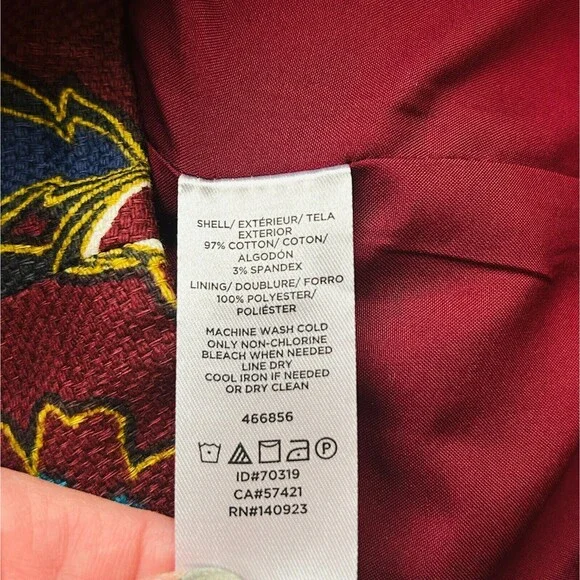 SHELL/ EXTÉRIEUR/ TELA
EXTERIOR
97% COTTON/ COTON/
ALGODÓN
3% SPANDEX
LINING/ DOUBLURE/ FORRO
100% POLYESTER/
POLIÉSTER
MACHINE WASH COLD
ONLY NON-CHLORINE
BLEACH WHEN NEEDED
LINE DRY
COOL IRON IF NEEDED
OR DRY CLEAN
466856
P
ID#70319
CA#57421
RN#140923